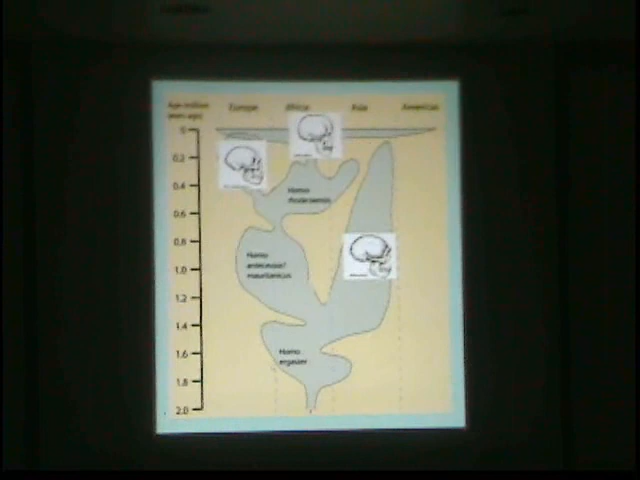 Age (million
years ago)
Europe
Africa
Asia
Americas
0
0,2
0,4
0,6
0,8
1,0
1,2
1,4
1,6
1,8
2,0
Homo
Homo
antecessor/
mauritanicus
Homo
ergaster